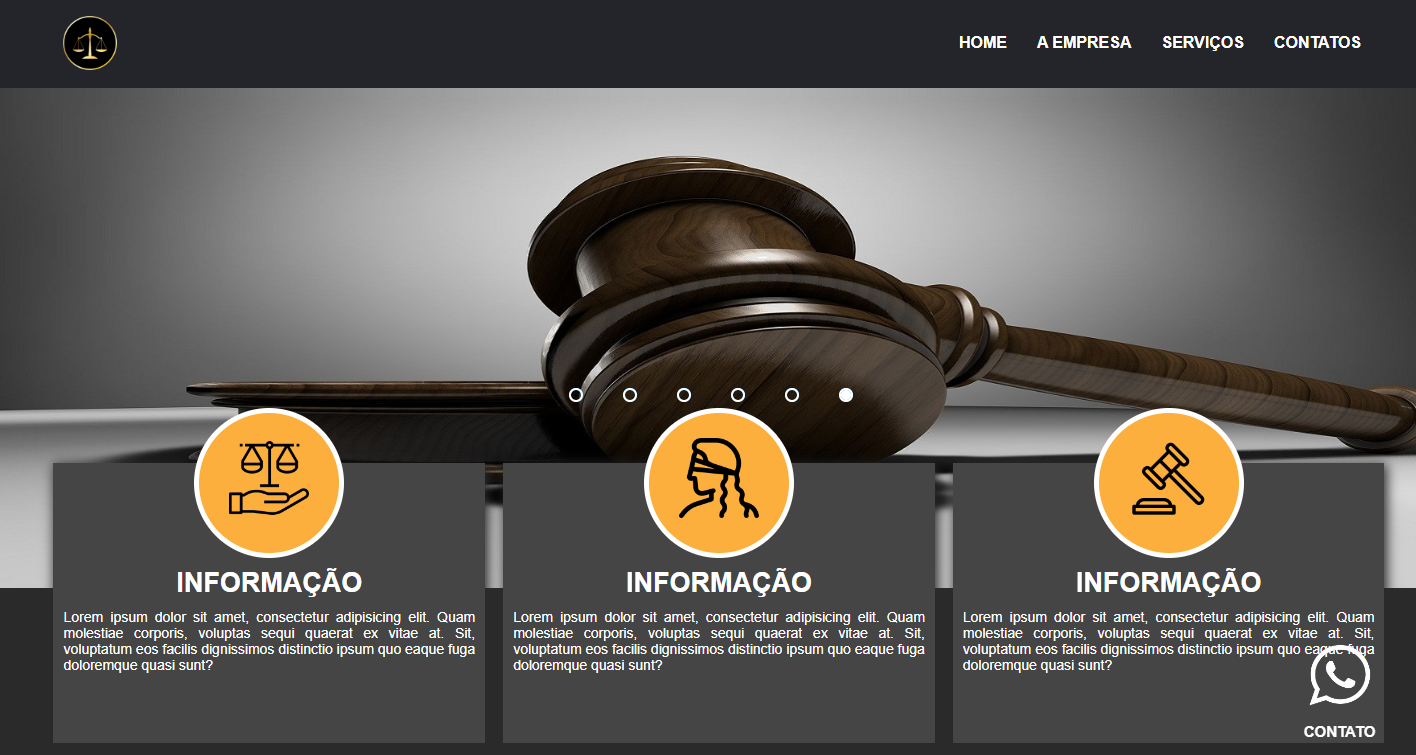 HOME A EMPRESA SERVIÇOS CONTATOS
INFORMAÇÃO
Lorem ipsum dolor sit amet, consectetur adipisicing elit. Quam
molestiae corporis, voluptas sequi quaerat ex vitae at. Sit,
voluptatum eos facilis dignissimos distinctio ipsum quo eaque fuga
doloremque quasi sunt?
INFORMAÇÃO
Lorem ipsum dolor sit amet, consectetur adipisicing elit. Quam
molestiae corporis, voluptas sequi quaerat ex vitae at. Sit,
voluptatum eos facilis dignissimos distinctio ipsum quo eaque fuga
doloremque quasi sunt?
INFORMAÇÃO
Lorem ipsum dolor sit amet, consectetur adipisicing elit. Quam
molestiae corporis, voluptas sequi quaerat ex vitae at. Sit,
voluptatum eos facilis dignissimos distinctio ipsum quo eaque fuga
doloremque quasi sunt?
CONTATO